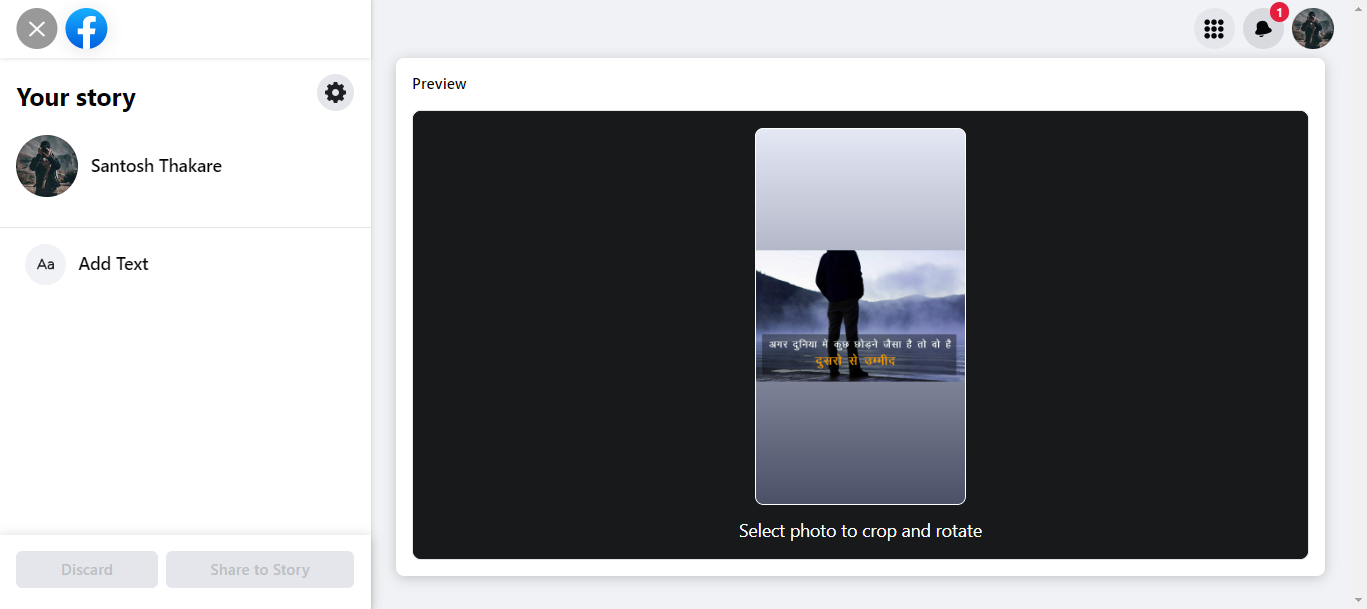 1
Your story
Santosh Thakare
Aa
Add Text
Discard
Share to Story
Preview
अगर दुनिया में कुछ छोड़ने जैसा है तो वो है
दुसरो से उम्मीद
Select photo to crop and rotate